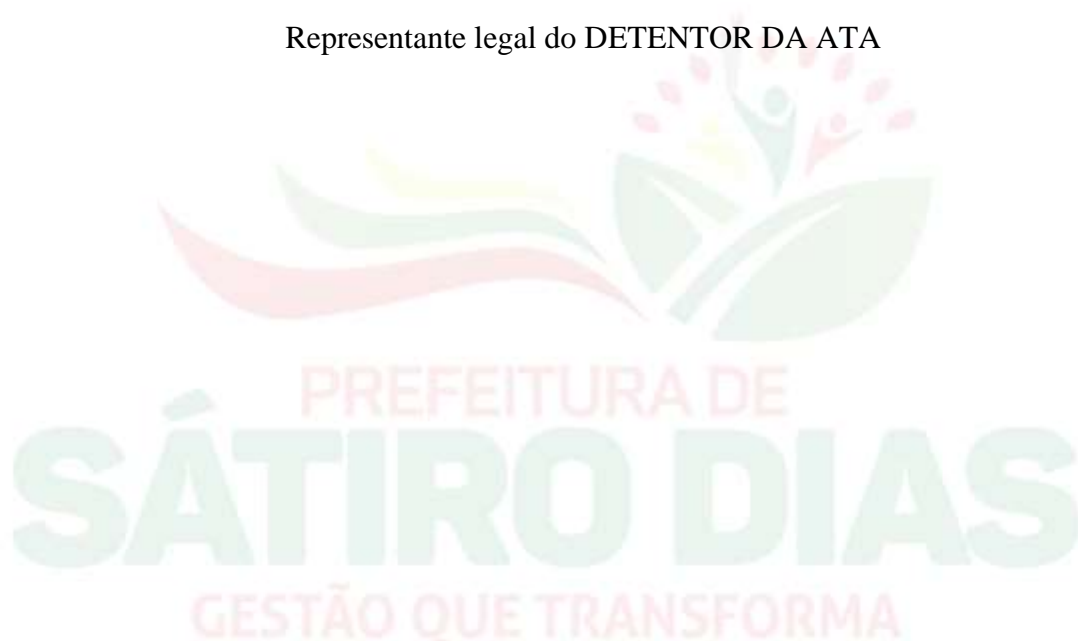 Representante legal do DETENTOR DA ATA
PREFEITURA DE
SÁTIRO DIAS
GESTÃO QUE TRANSFORMA